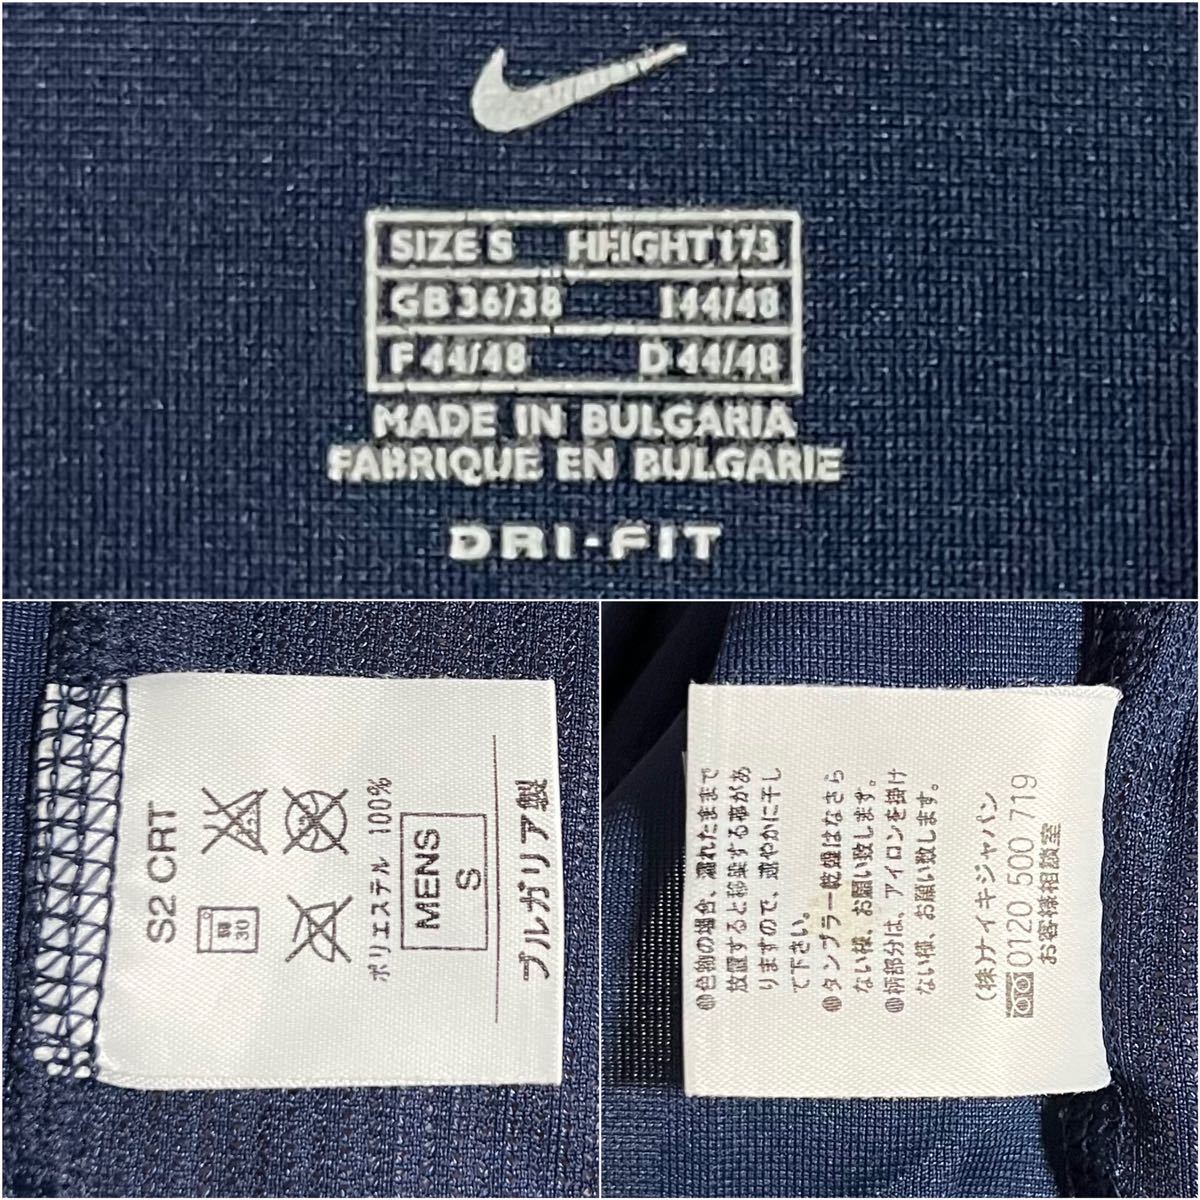 SIZE S HEIGHT 173
GB 36/38 I 44/48
F 44/48 D 44/48
MADE IN BULGARIA
FABRIQUE EN BULGARIE
DRI-FIT
S2 CRT
30
ポリエステル 100%
MENS
S
ブルガリア製
●色物の場合、濡れたままで
放置すると移染する事があ
りますので、速やかに干し
て下さい。
●タンブラー乾燥はなさら
ない様、お願い致します。
●柄部分は、アイロンを掛け
ない様、お願い致します。
(株)ナイキジャパン
0120 500 719
お客様相談室